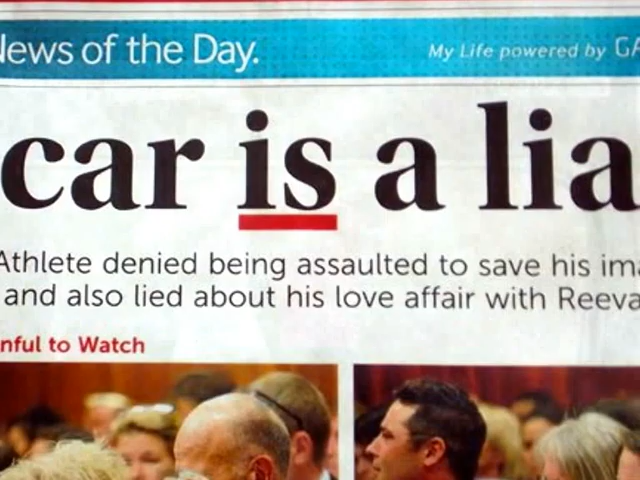 News of the Day.
My Life powered by GA
car is a lia
Athlete denied being assaulted to save his ima
and also lied about his love affair with Reeva
nful to Watch